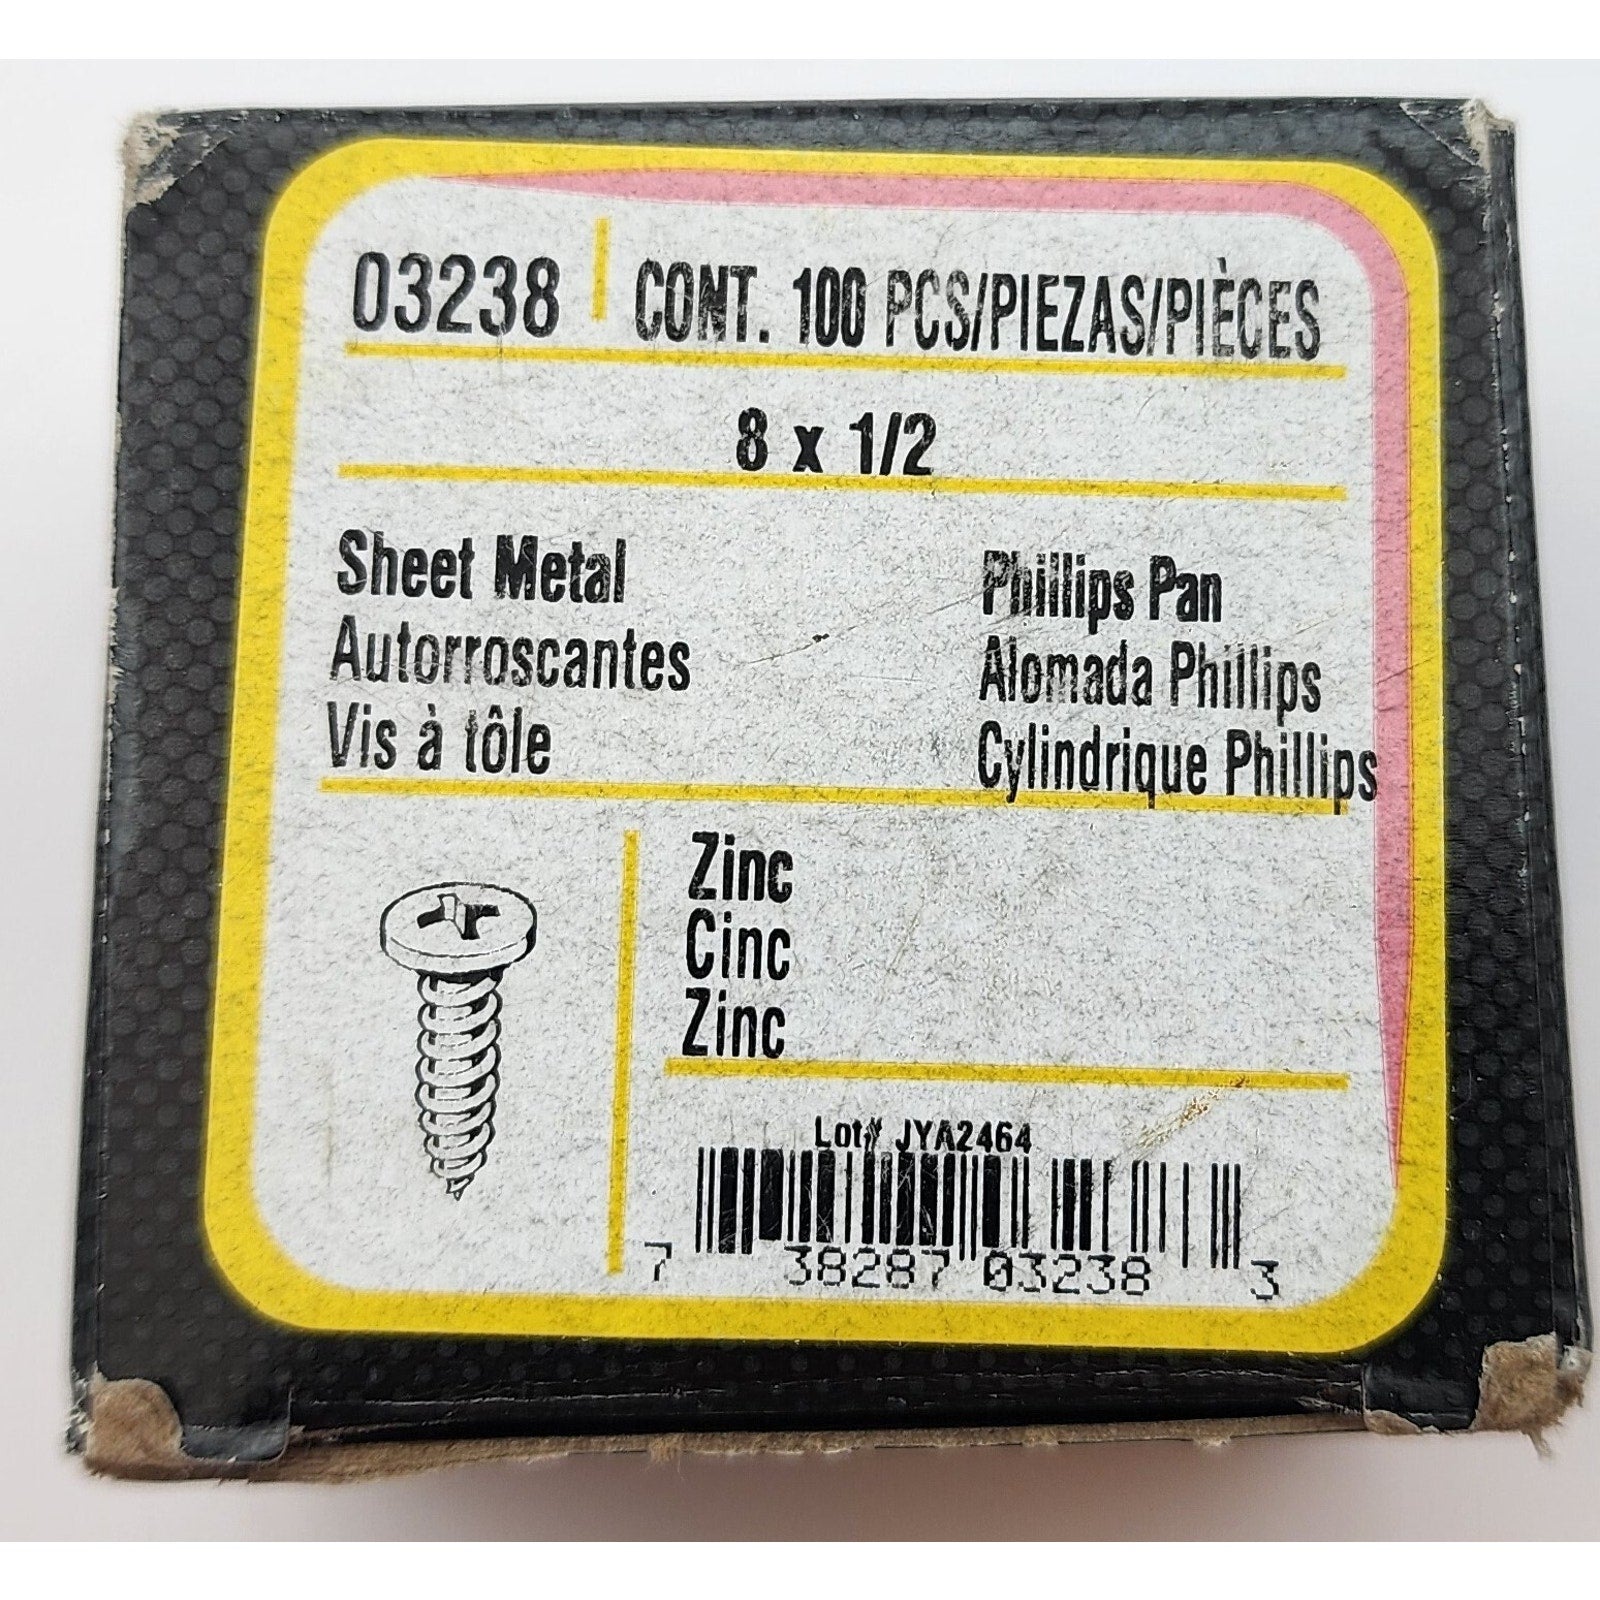 03238 CONT. 100 PCS/PIEZAS/PIÈCES
8 x 1/2
Sheet Metal
Autorroscantes
Vis à tôle
Phillips Pan
Alomada Phillips
Cylindrique Phillips
Zinc
Cinc
Zinc
Lot# JYA2464
7 38287 03238 3